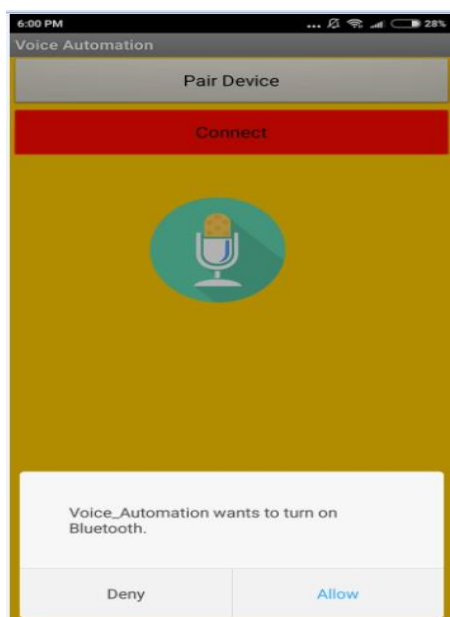 6:00 PM ... 28%
Voice Automation
Pair Device
Connect
Voice_Automation wants to turn on
Bluetooth.
Deny Allow